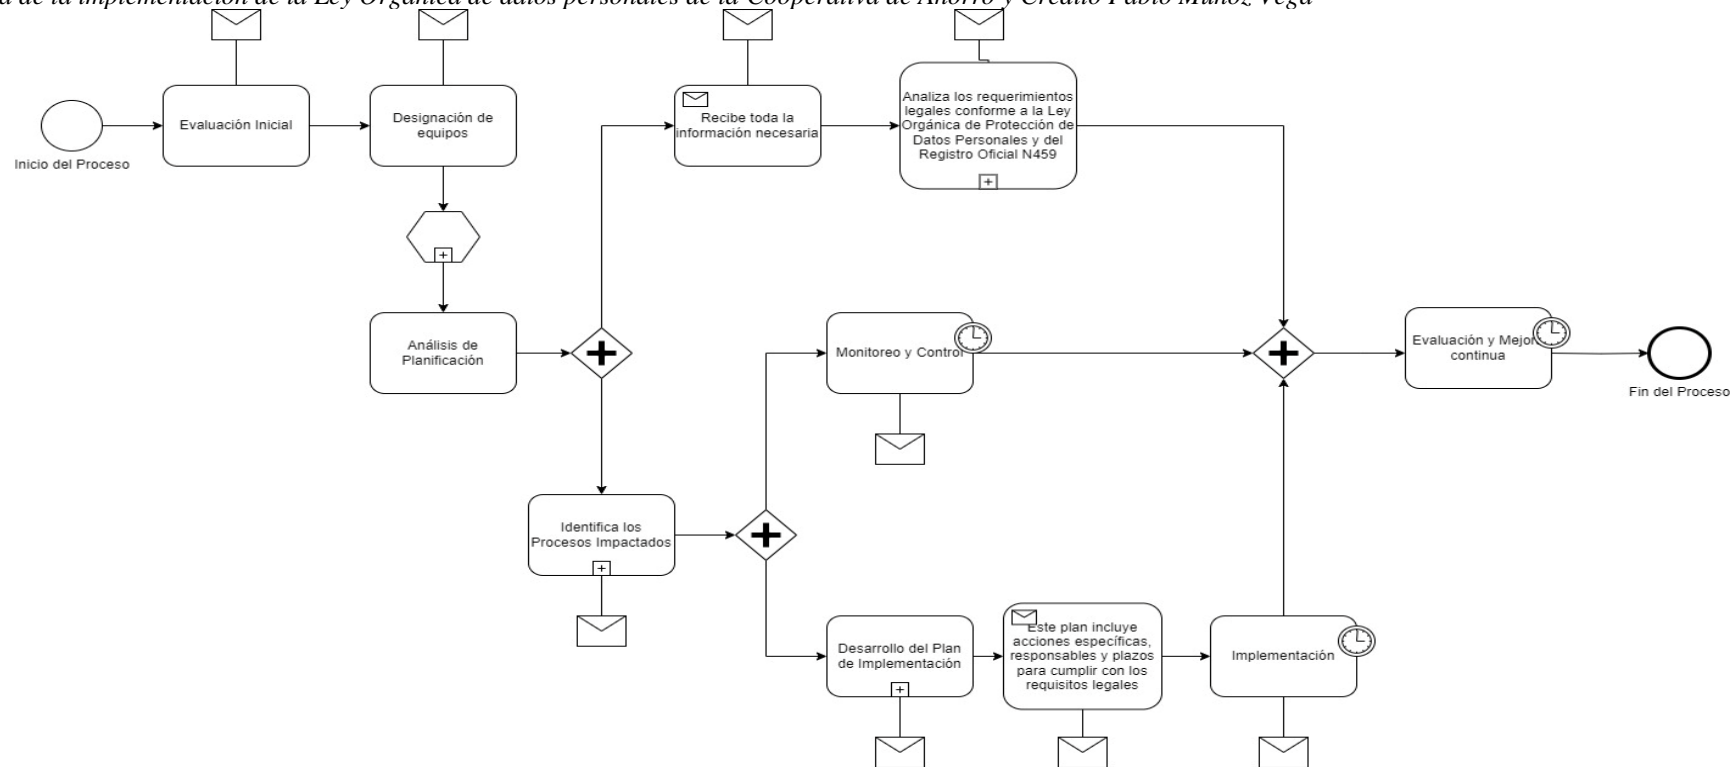 a de la implementación de la Ley Orgánica de datos personales de la Cooperativa de Ahorro y Crédito Pablo Muñoz Vega
Inicio del Proceso
Evaluación Inicial
Designación de
equipos
Recibe toda la
información necesaria
Analiza los requerimientos
legales conforme a la Ley
Orgánica de Protección de
Datos Personales y del
Registro Oficial N459
Análisis de
Planificación
Monitoreo y Control
Evaluación y Mejor
continua
Fin del Proceso
Identifica los
Procesos Impactados
Desarrollo del Plan
de Implementación
Este plan incluye
acciones específicas,
responsables y plazos
para cumplir con los
requisitos legales
Implementación